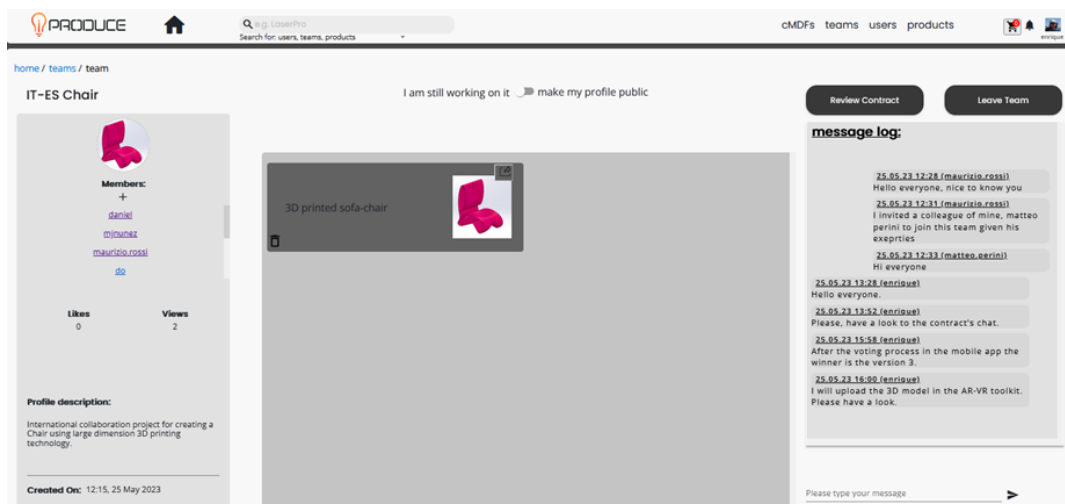 PRODUCE
e.g. LaserPro
Search for: users, teams, products
cMDFs teams users products
enrique
home / teams / team
IT-ES Chair
I am still working on it make my profile public
Review Contract
Leave Team
Members:
+
daniel
mjnunez
maurizio.rossi
do
Likes Views
0 2
Profile description:
International collaboration project for creating a
Chair using large dimension 3D printing
technology.
Created On: 12:15, 25 May 2023
3D printed sofa-chair
message log:
25.05.23 12:28 (maurizio.rossi)
Hello everyone, nice to know you
25.05.23 12:31 (maurizio.rossi)
I invited a colleague of mine, matteo
perini to join this team given his
exeprties
25.05.23 12:33 (matteo.perini)
Hi everyone
25.05.23 13:28 (enrique)
Hello everyone.
25.05.23 13:52 (enrique)
Please, have a look to the contract's chat.
25.05.23 15:58 (enrique)
After the voting process in the mobile app the
winner is the version 3.
25.05.23 16:00 (enrique)
I will upload the 3D model in the AR-VR toolkit.
Please have a look.
Please type your message